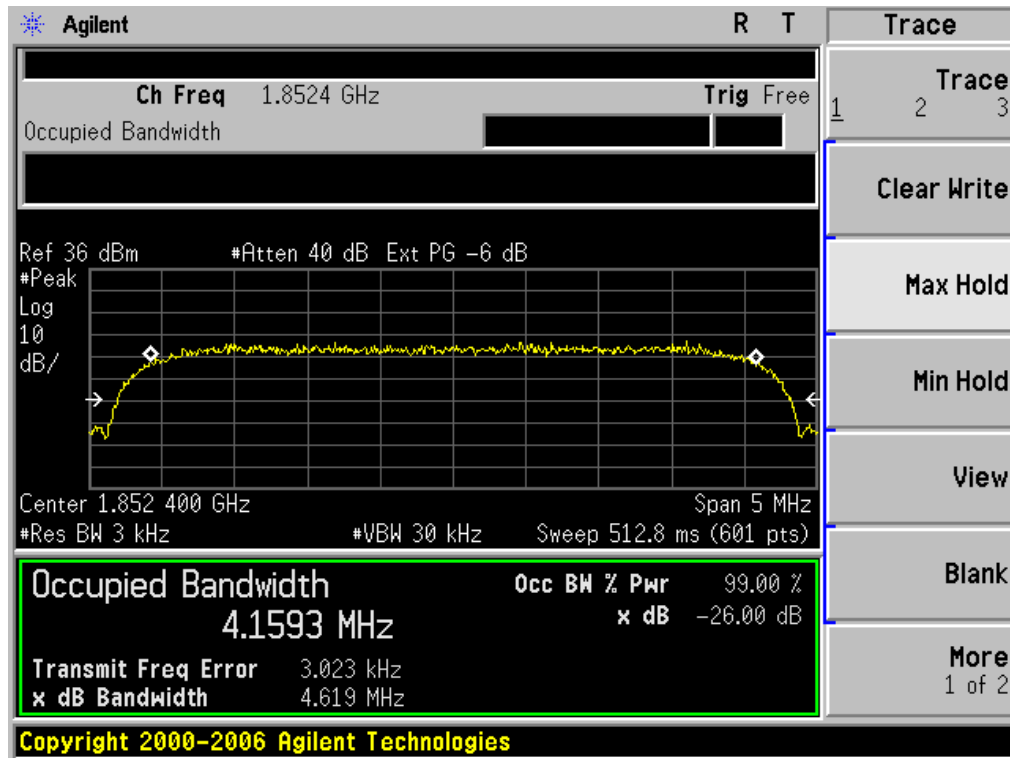 Agilent R T Trace
Ch Freq 1.8524 GHz Trig Free
Occupied Bandwidth
Trace
1 2 3
Clear Write
Ref 36 dBm #Atten 40 dB Ext PG -6 dB
#Peak
Log
10
dB/
Max Hold
Min Hold
View
Center 1.852 400 GHz Span 5 MHz
#Res BW 3 kHz #VBW 30 kHz Sweep 512.8 ms (601 pts)
Occupied Bandwidth Occ BW % Pwr 99.00 %
4.1593 MHz x dB -26.00 dB
Transmit Freq Error 3.023 kHz
x dB Bandwidth 4.619 MHz
Blank
More
1 of 2
Copyright 2000-2006 Agilent Technologies